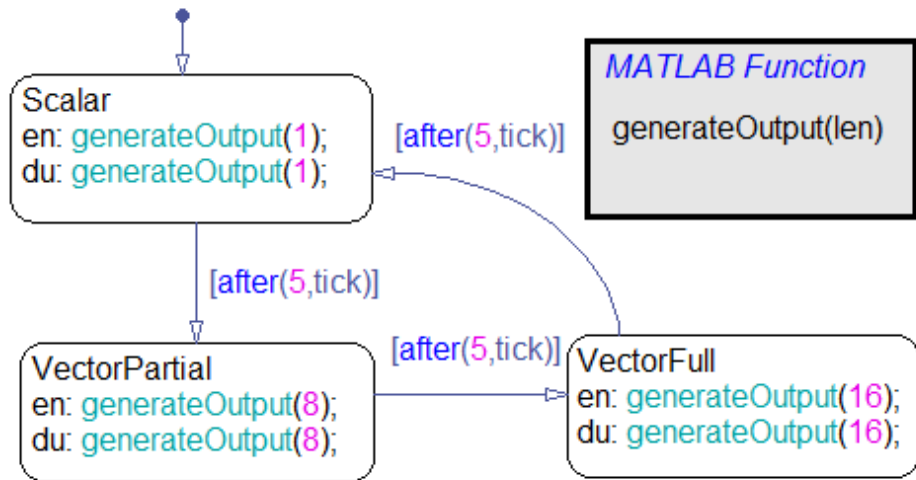 Scalar
en: generateOutput(1);
du: generateOutput(1);
[after(5,tick)]
MATLAB Function
generateOutput(len)
[after(5,tick)]
VectorPartial
en: generateOutput(8);
du: generateOutput(8);
[after(5,tick)]
VectorFull
en: generateOutput(16);
du: generateOutput(16);